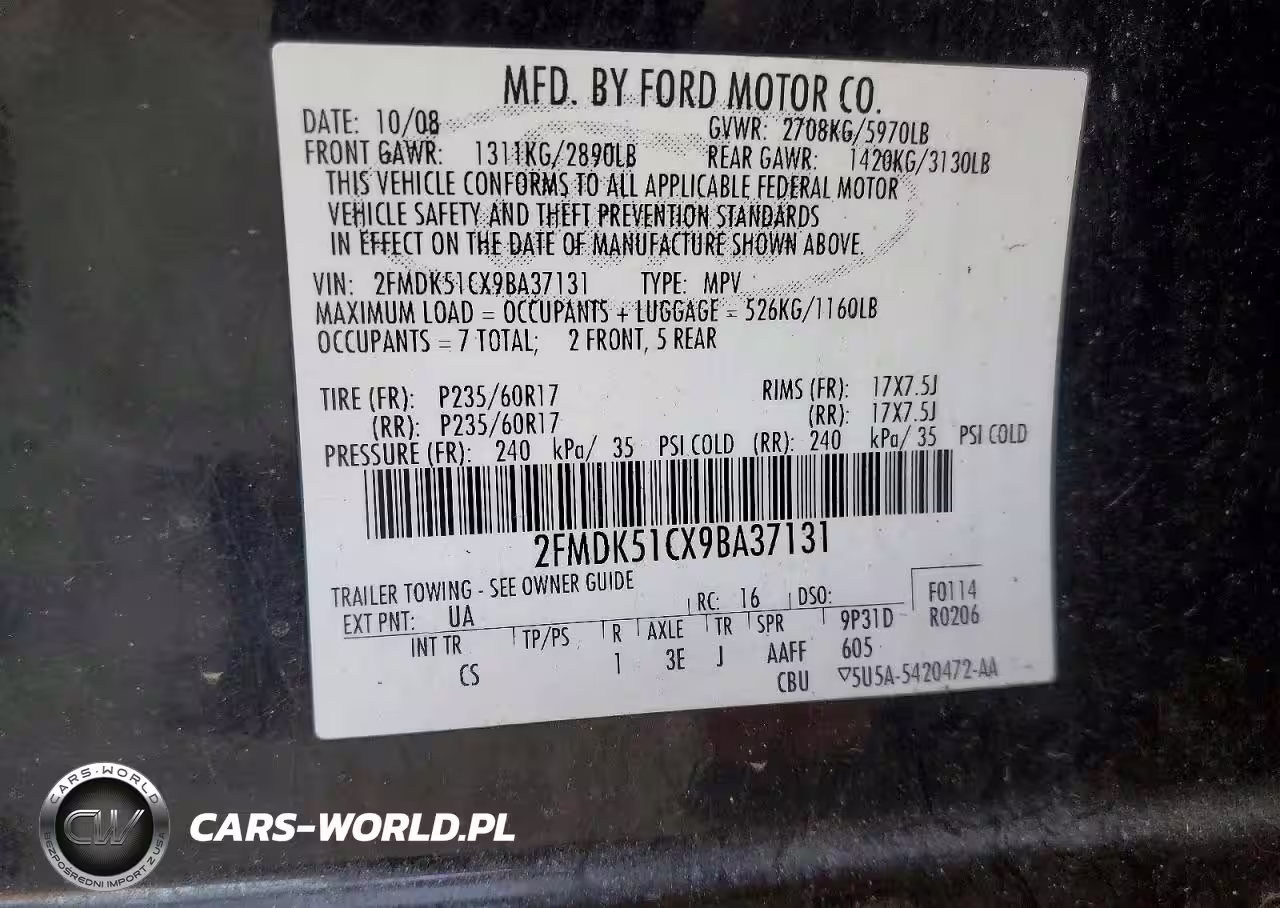 MFD. BY FORD MOTOR CO.
DATE: 10/08 GVWR: 2708KG/5970LB
FRONT GAWR: 1311KG/2890LB REAR GAWR: 1420KG/3130LB
THIS VEHICLE CONFORMS TO ALL APPLICABLE FEDERAL MOTOR
VEHICLE SAFETY AND THEFT PREVENTION STANDARDS
IN EFFECT ON THE DATE OF MANUFACTURE SHOWN ABOVE.
VIN: 2FMDK51CX9BA37131 TYPE: MPV
MAXIMUM LOAD = OCCUPANTS + LUGGAGE = 526KG/1160LB
OCCUPANTS = 7 TOTAL; 2 FRONT, 5 REAR
TIRE (FR): P235/60R17 RIMS (FR): 17X7.5J
(RR): P235/60R17 (RR): 17X7.5J
PRESSURE (FR): 240 kPa/ 35 PSI COLD (RR): 240 kPa/ 35 PSI COLD
2FMDK51CX9BA37131
TRAILER TOWING - SEE OWNER GUIDE
EXT PNT: UA RC: 16 DSO: F0114
R0206
INT TR TP/PS R AXLE TR SPR 9P31D
CS 1 3E J AAFF 605
CBU ▽5U5A-5420472-AA
CARS-WORLD
CW
BEZPOŚREDNI IMPORT Z USA
CARS-WORLD.PL